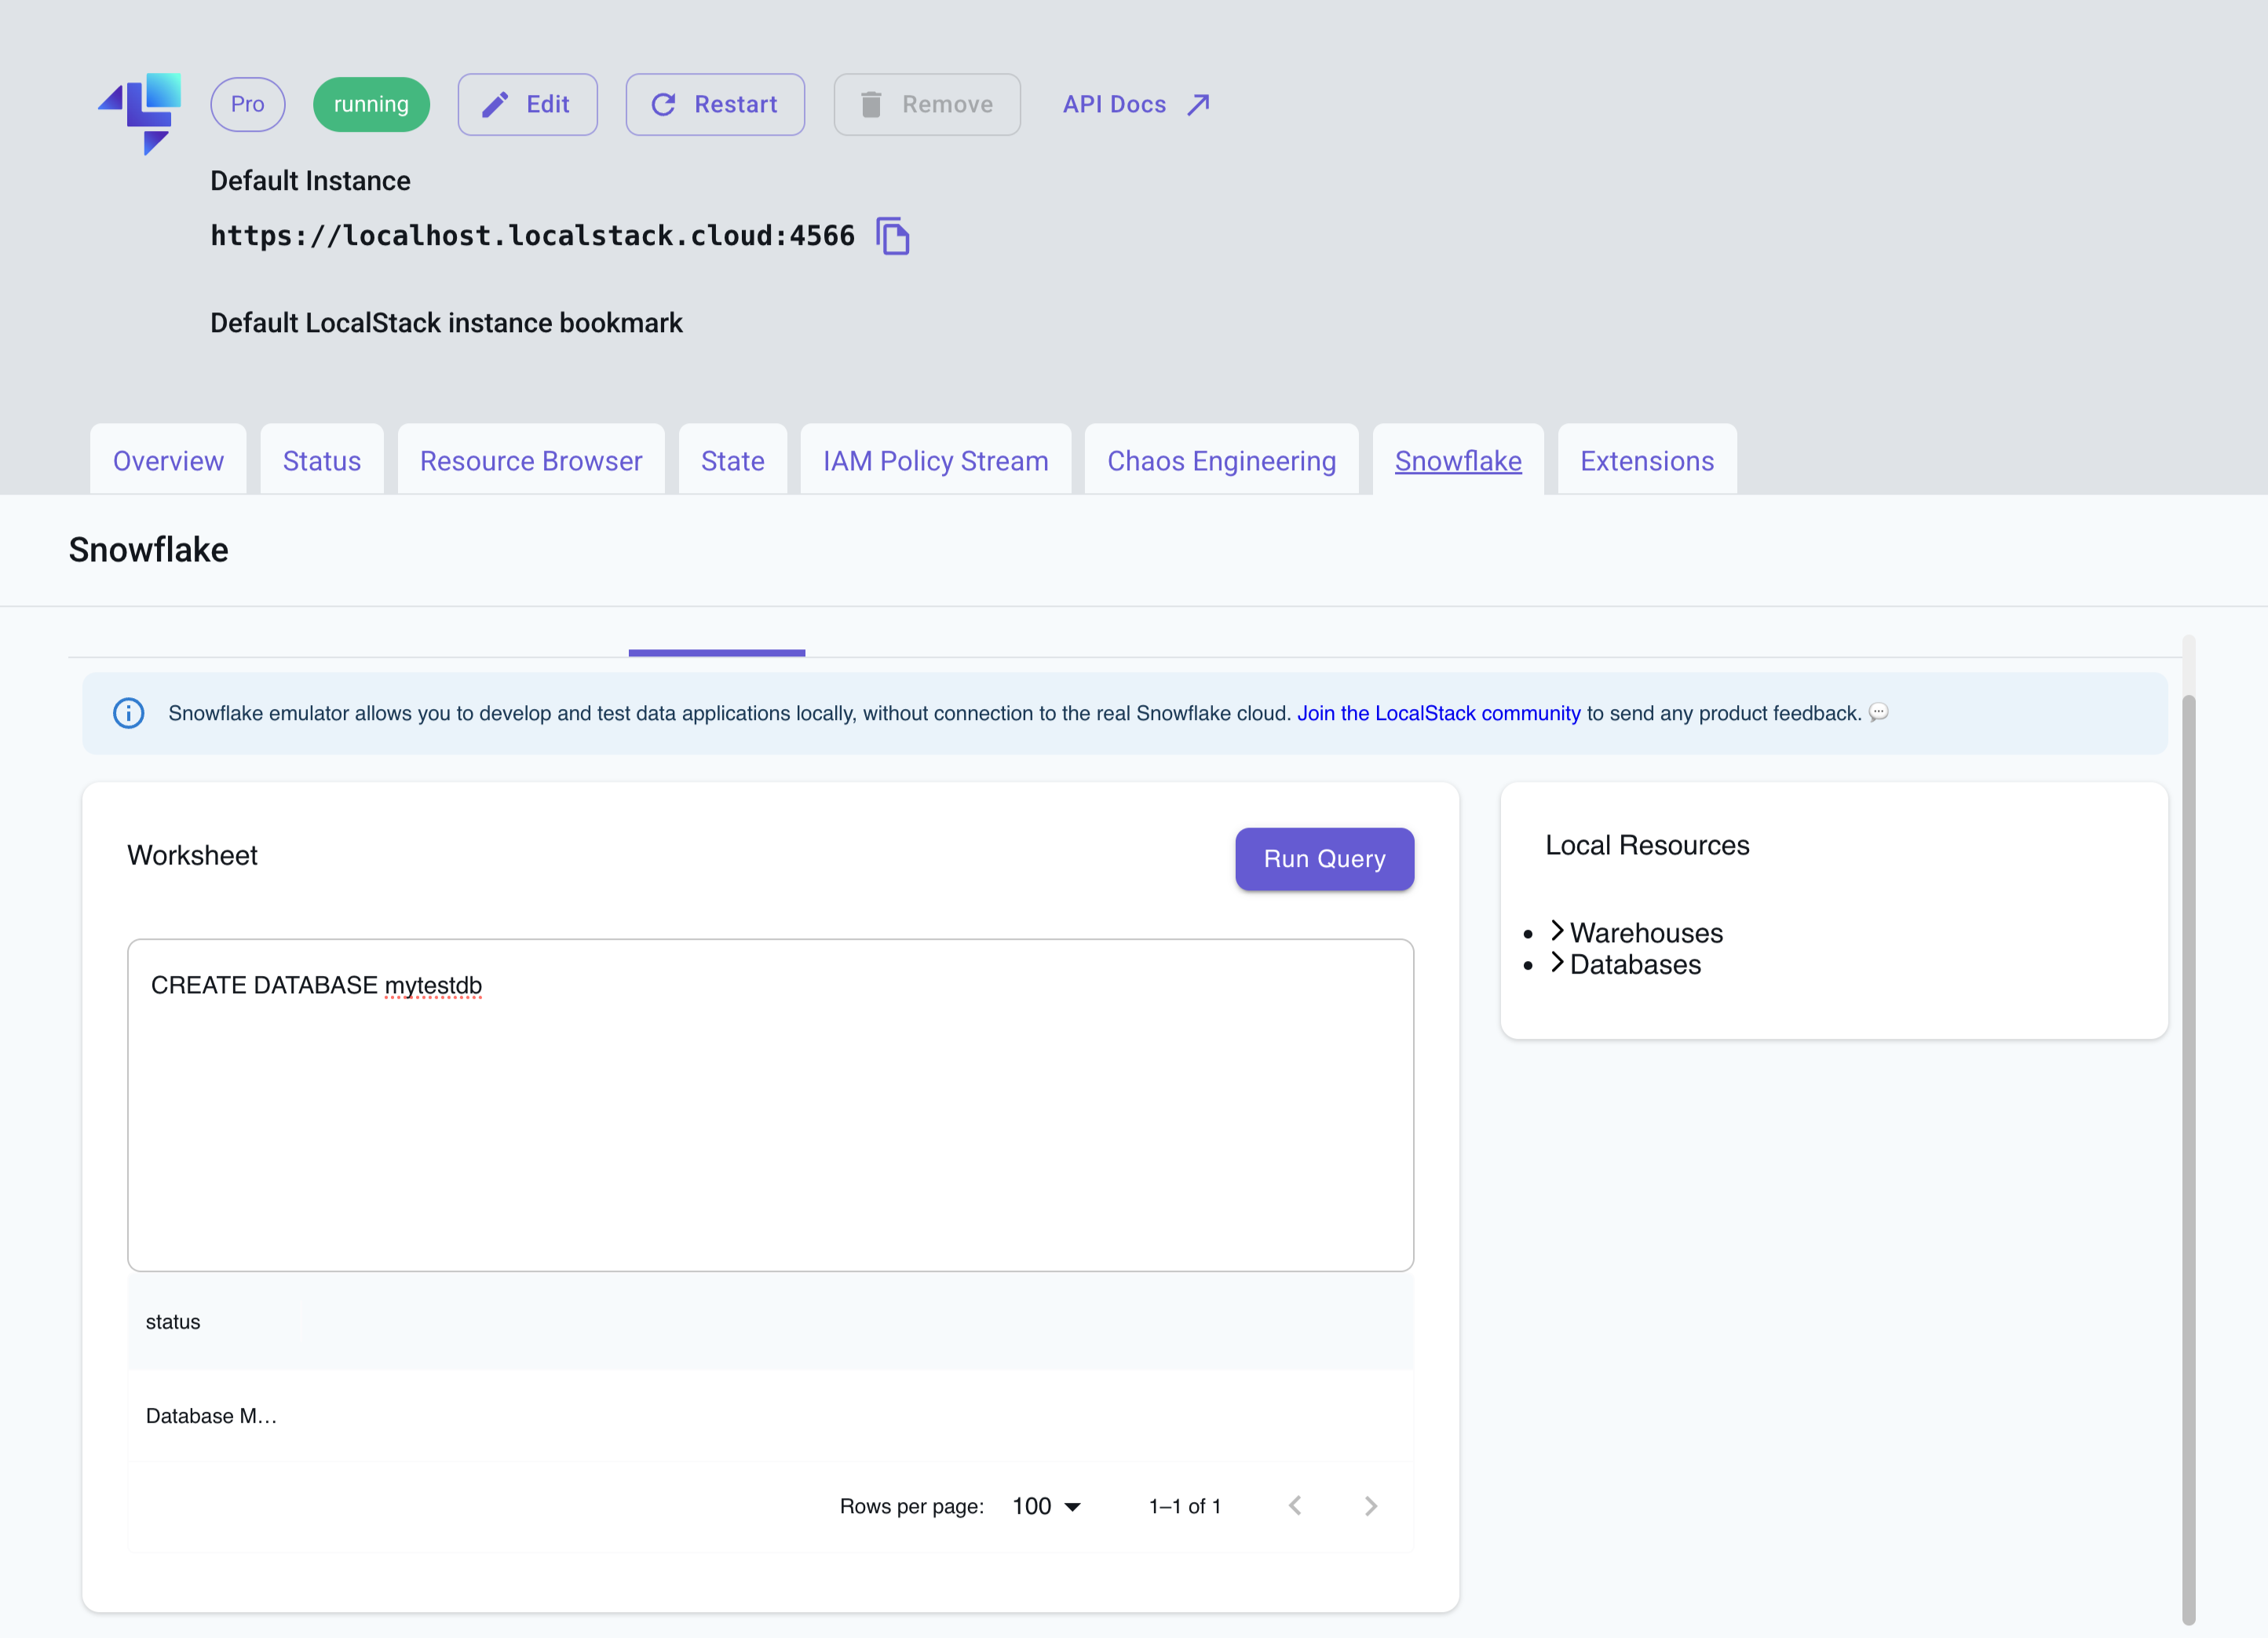 Pro running Edit Restart Remove API Docs
Default Instance
https://localhost.localstack.cloud:4566
Default LocalStack instance bookmark
Overview Status Resource Browser State IAM Policy Stream Chaos Engineering Snowflake Extensions
Snowflake
Snowflake emulator allows you to develop and test data applications locally, without connection to the real Snowflake cloud. Join the LocalStack community to send any product feedback. 💬
Worksheet
Run Query
CREATE DATABASE mytestdb
status
Database M…
Rows per page: 100 1–1 of 1
Local Resources
Warehouses
Databases